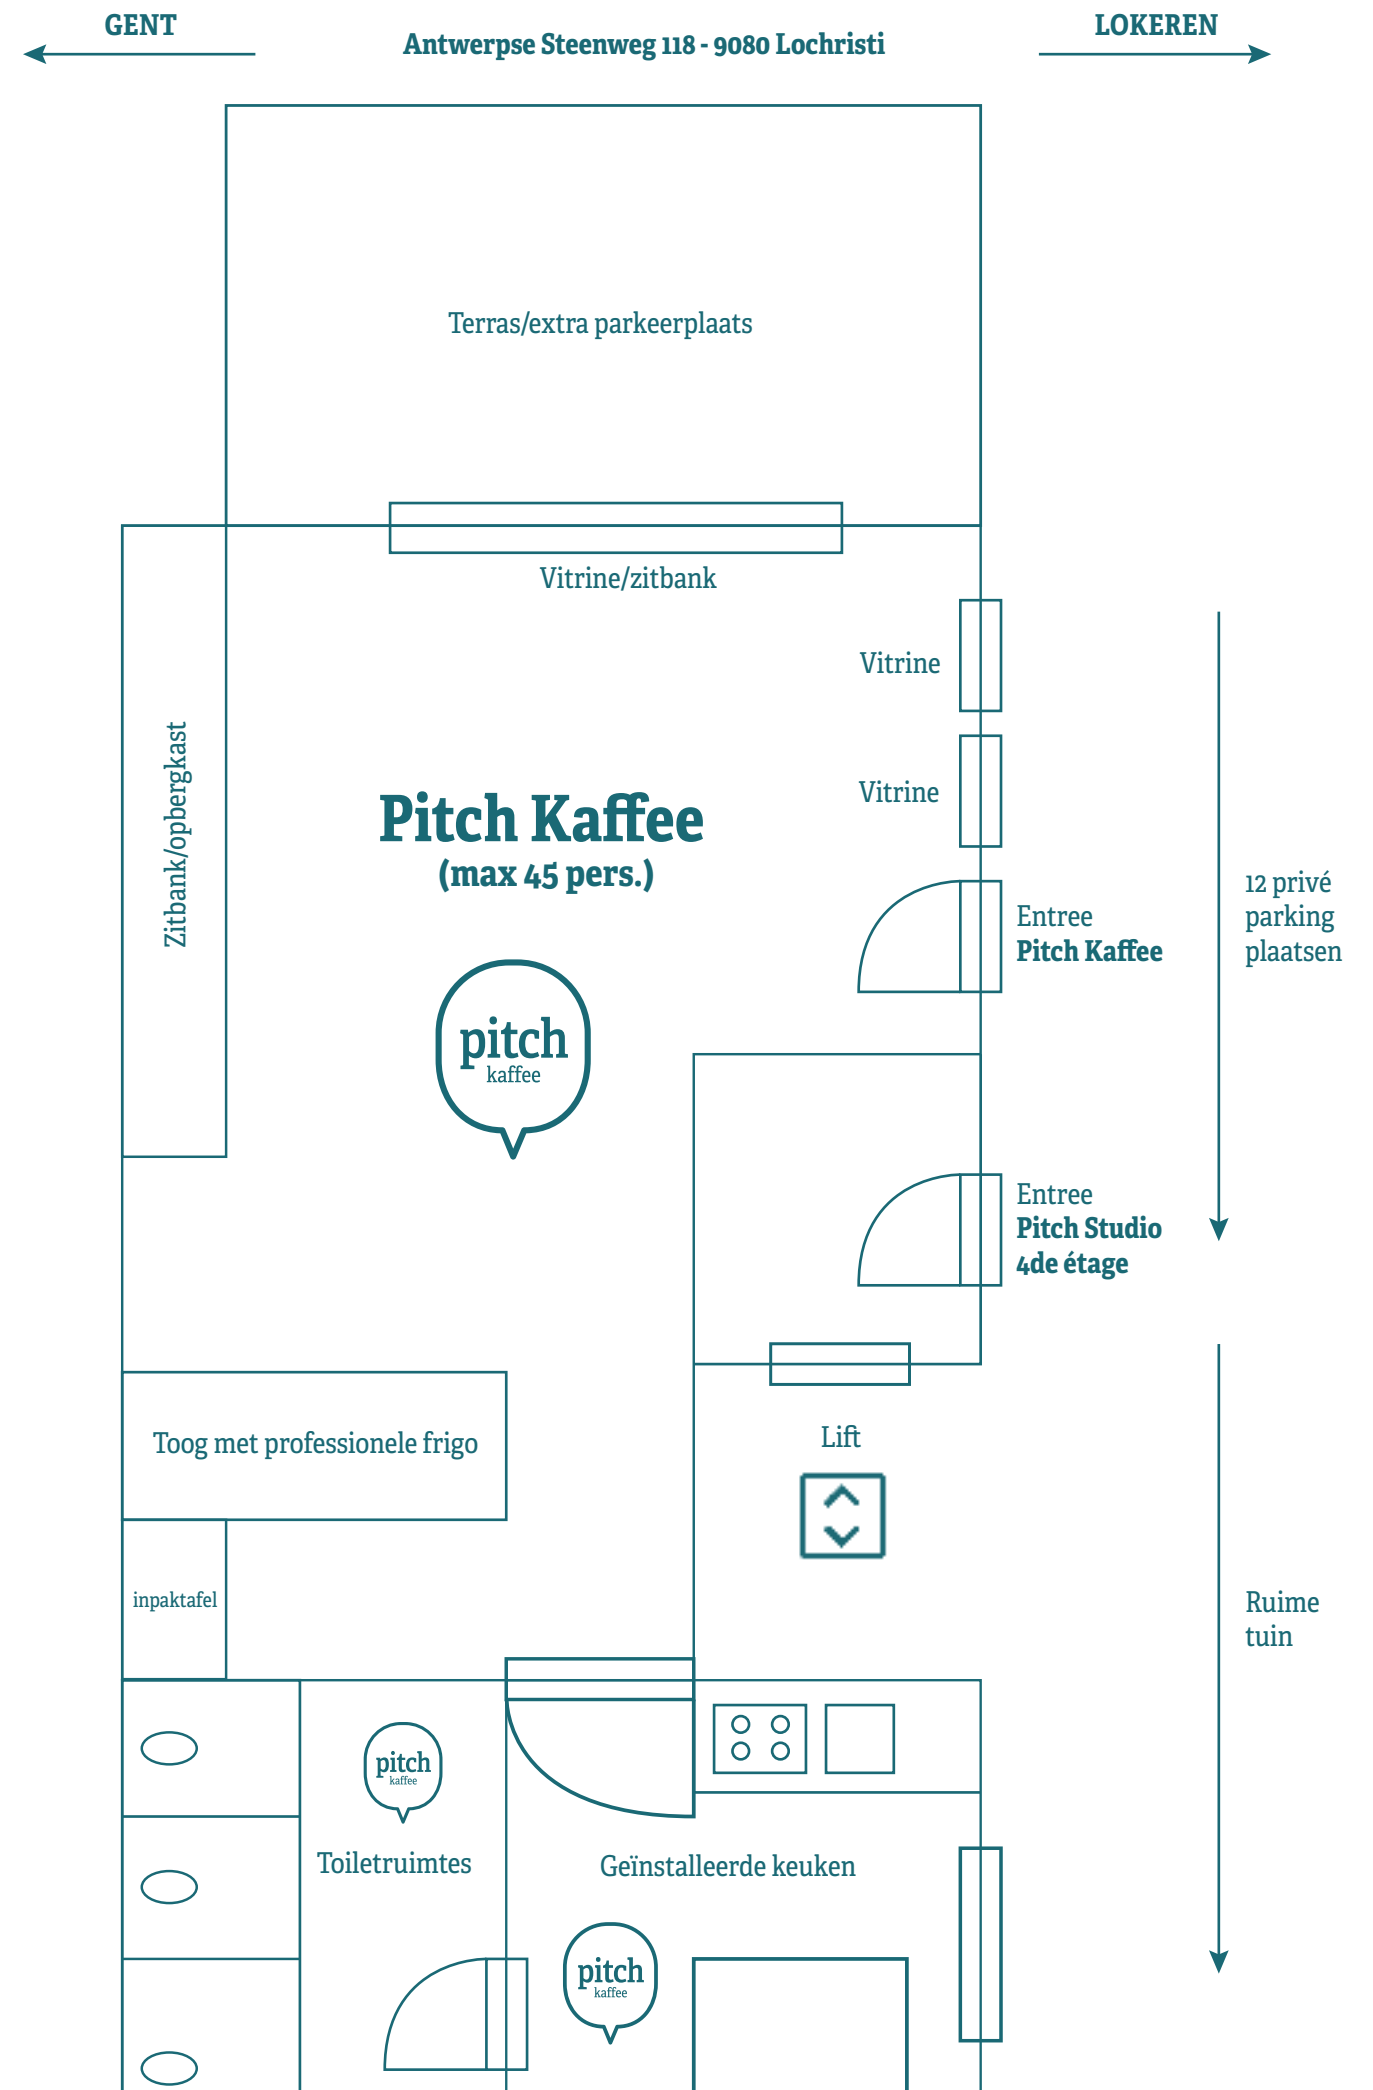 GENT
Antwerpse Steenweg 118 - 9080 Lochristi
LOKEREN
Terras/extra parkeerplaats
Vitrine/zitbank
Vitrine
Zitbank/opbergkast
Vitrine
Pitch Kaffee
(max 45 pers.)
Entree
Pitch Kaffee
12 privé
parking
plaatsen
pitch
kaffee
Entree
Pitch Studio
4de étage
Toog met professionele frigo
Lift
inpaktafel
Ruime
tuin
pitch
kaffee
Toiletruimtes
Geïnstalleerde keuken
pitch
kaffee